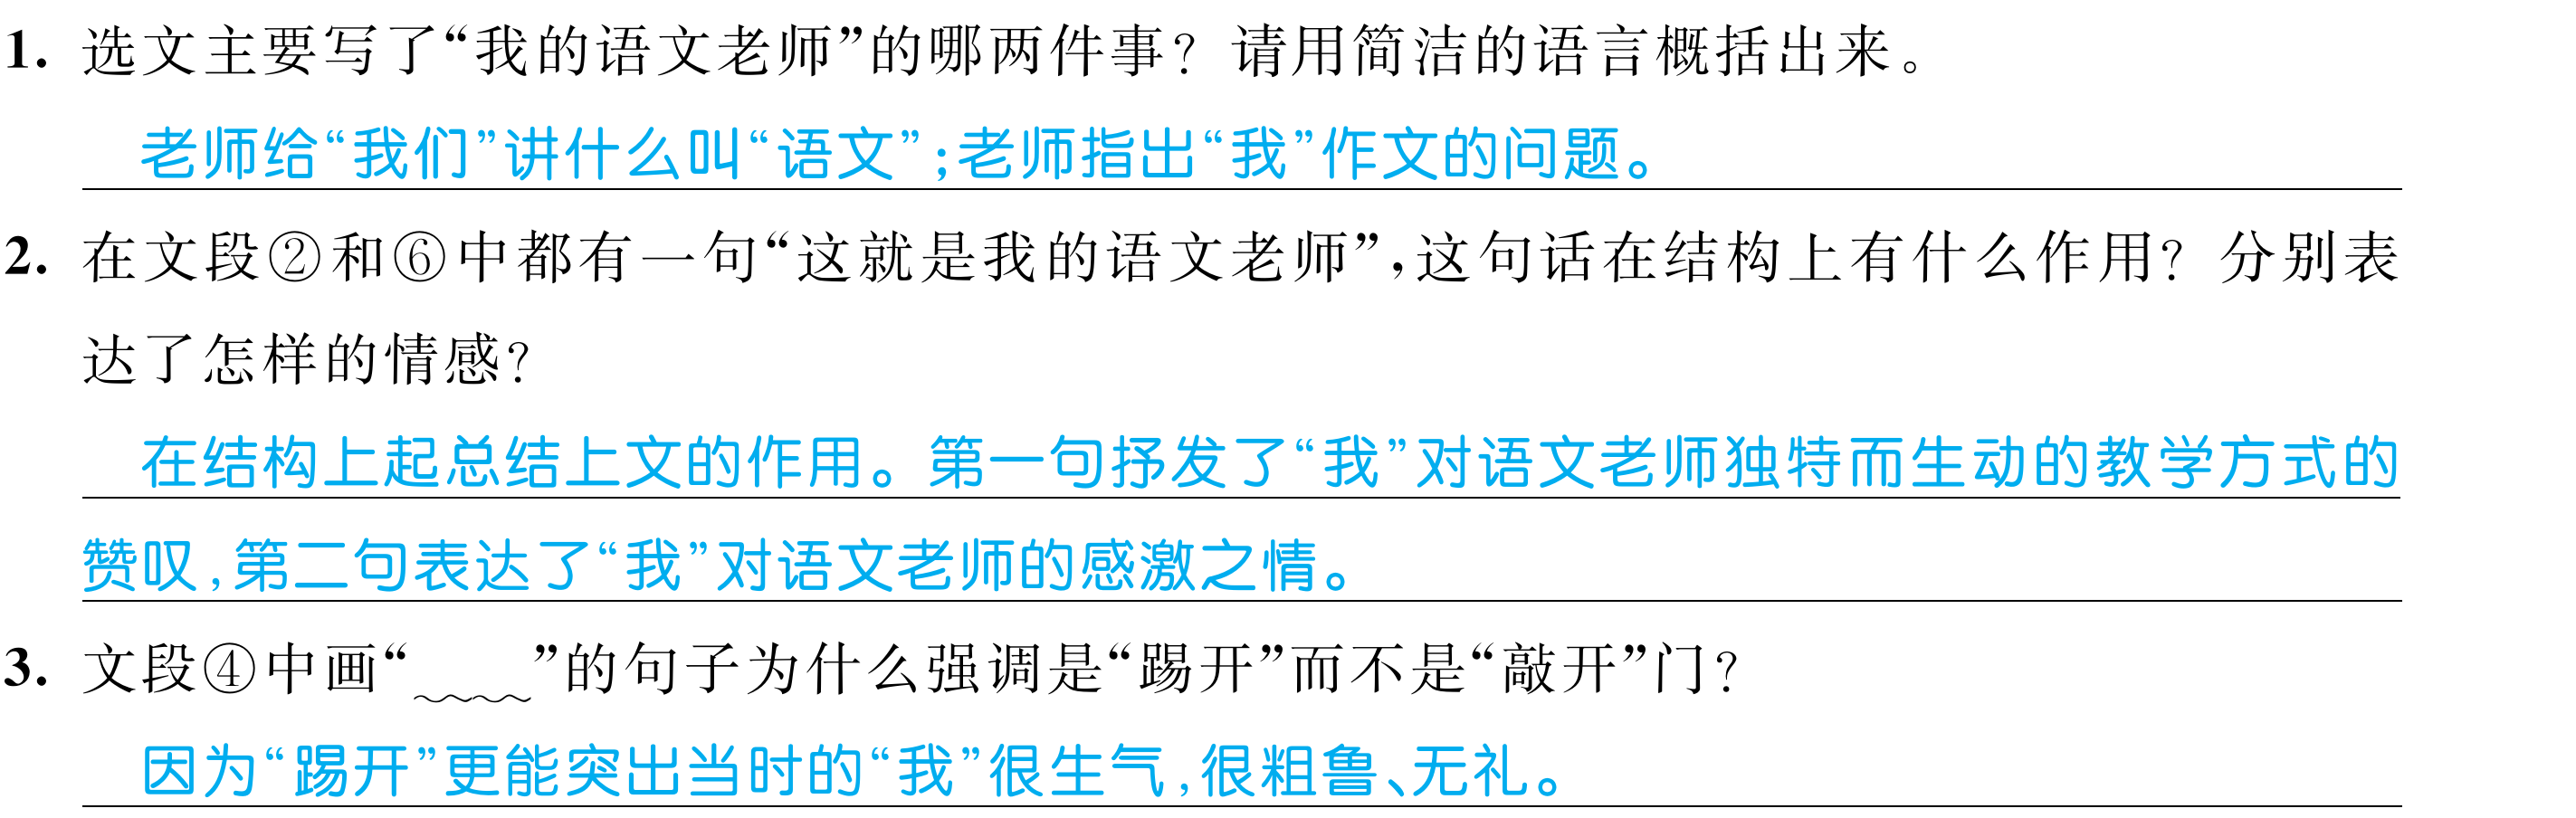 1. 选文主要写了“我的语文老师”的哪两件事？请用简洁的语言概括出来。
老师给“我们”讲什么叫“语文”;老师指出“我”作文的问题。
2. 在文段②和⑥中都有一句“这就是我的语文老师”,这句话在结构上有什么作用？分别表
达了怎样的情感？
在结构上起总结上文的作用。第一句抒发了“我”对语文老师独特而生动的教学方式的
赞叹,第二句表达了“我”对语文老师的感激之情。
3. 文段④中画“﹏﹏”的句子为什么强调是“踢开”而不是“敲开”门？
因为“踢开”更能突出当时的“我”很生气,很粗鲁、无礼。